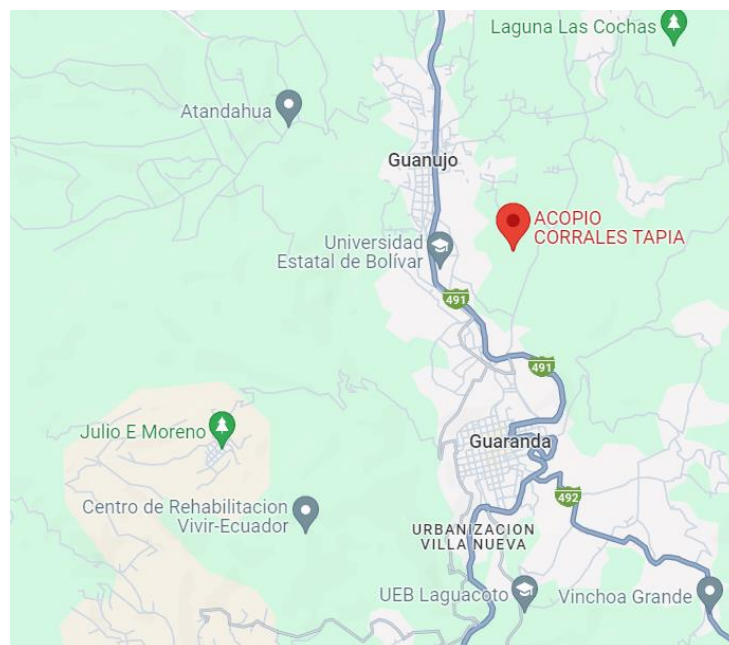 Laguna Las Cochas
Atandahua
Guanujo
ACOPIO
CORRALES TAPIA
Universidad
Estatal de Bolívar
491
491
Julio E Moreno
Guaranda
Centro de Rehabilitacion
Vivir-Ecuador
492
URBANIZACION
VILLA NUEVA
UEB Laguacoto
Vinchoa Grande